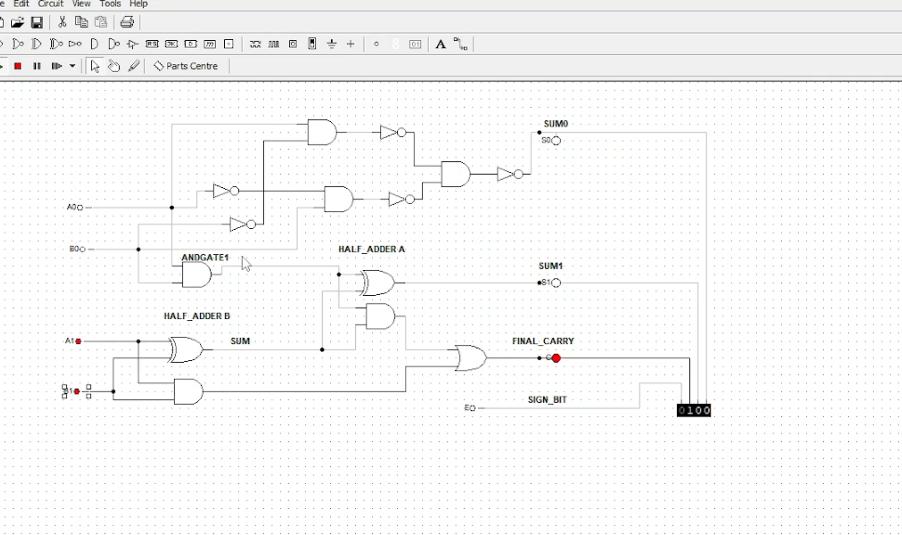 Edit Circuit View Tools Help
Parts Centre
SUM0
S0
A0
B0
ANDGATE1
HALF_ADDER A
SUM1
S1
HALF_ADDER B
A1
SUM
FINAL_CARRY
C
SIGN_BIT
E
0100